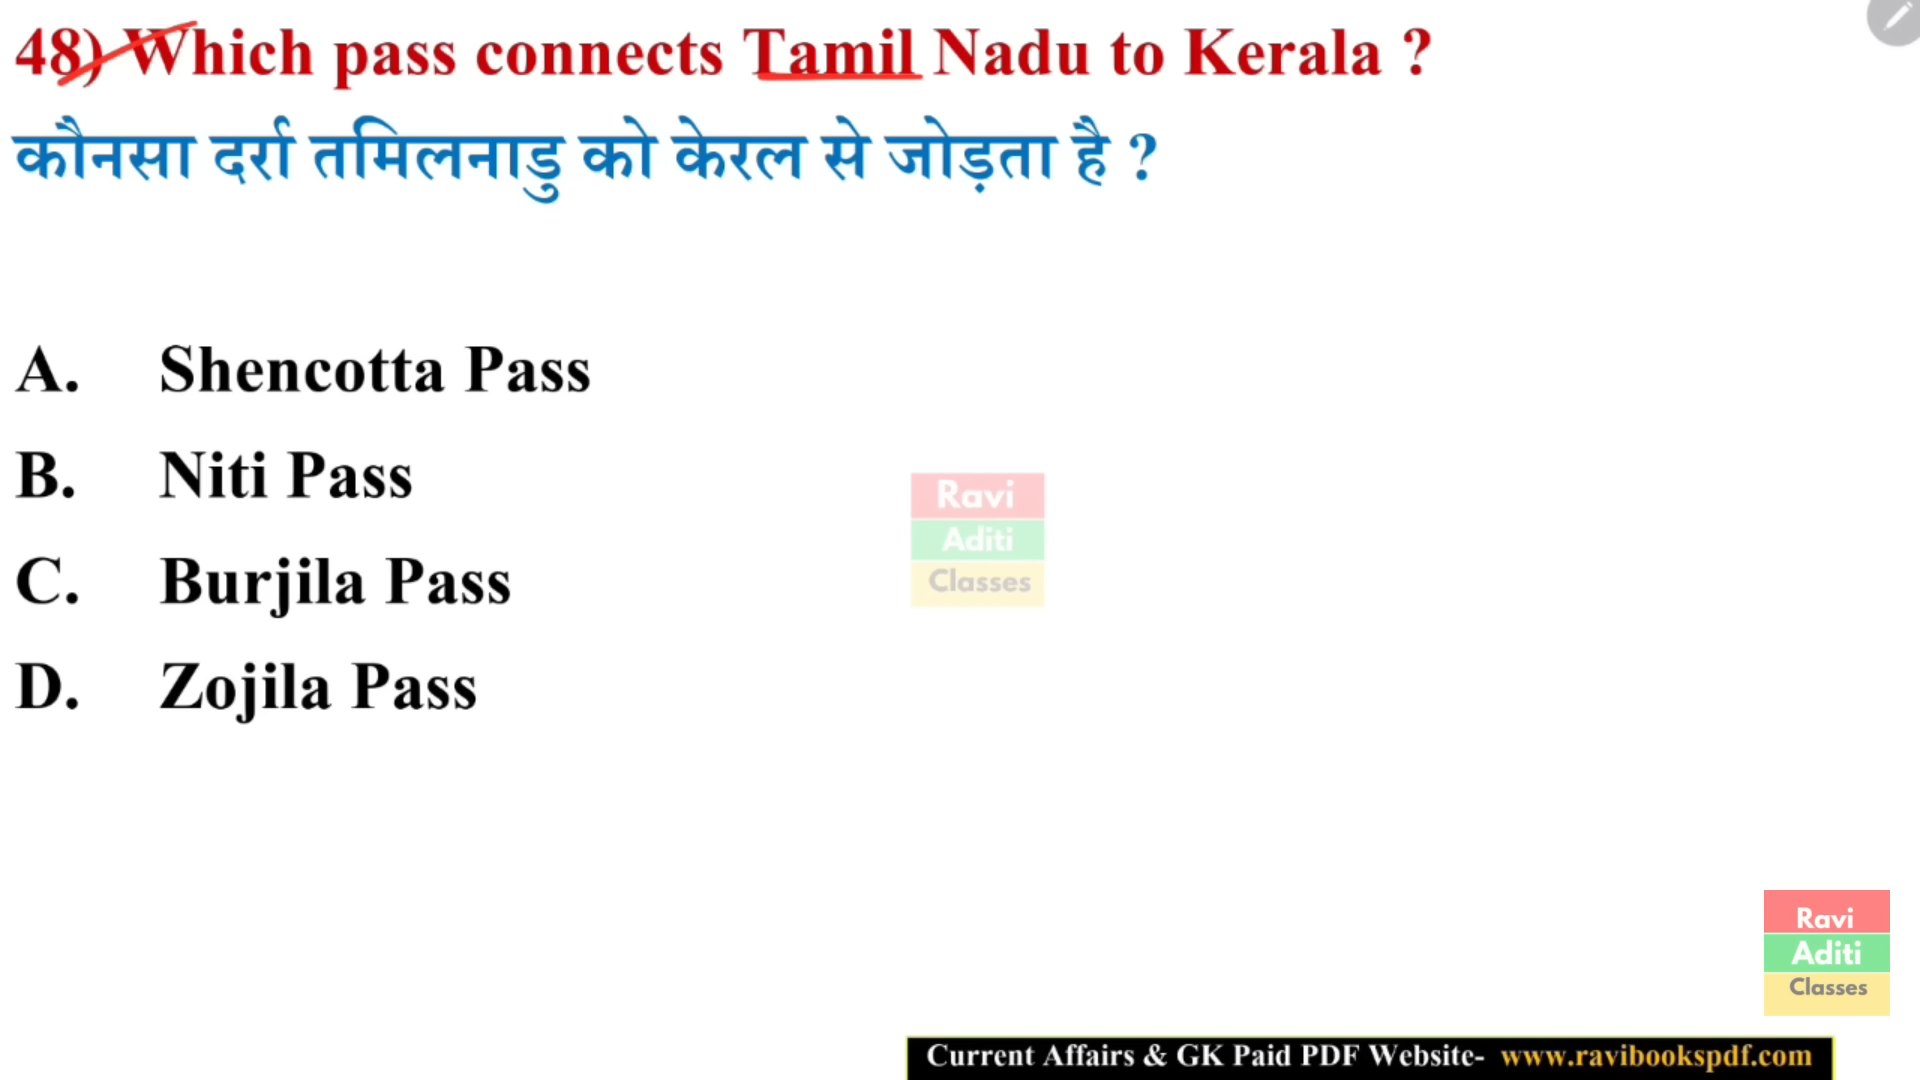 48) Which pass connects Tamil Nadu to Kerala ?
कौनसा दर्रा तमिलनाडु को केरल से जोड़ता है ?
A. Shencotta Pass
B. Niti Pass
C. Burjila Pass
D. Zojila Pass
Ravi
Aditi
Classes
Ravi
Aditi
Classes
Current Affairs & GK Paid PDF Website- www.ravibookspdf.com